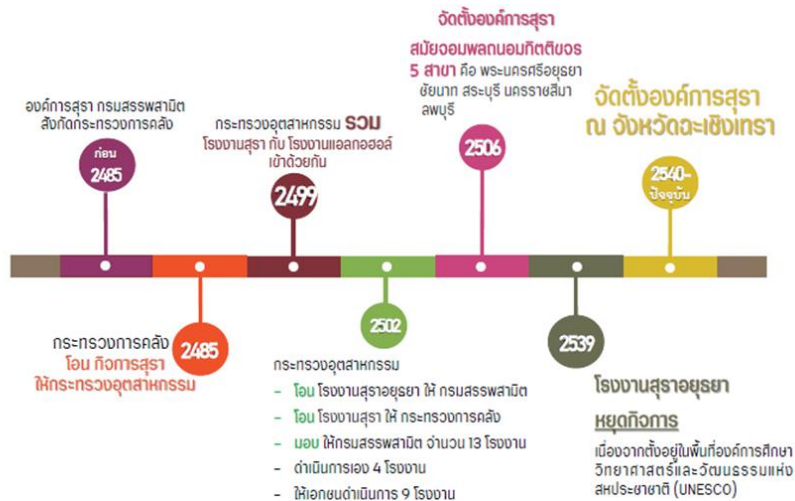 องค์การสุรา กรมสรรพสามิต
สังกัดกระทรวงการคลัง
ก่อน
2485
กระทรวงการคลัง
โอน กิจการสุรา
ให้กระทรวงอุตสาหกรรม
2485
กระทรวงอุตสาหกรรม รวม
โรงงานสุรา กับ โรงงานแอลกอฮอล์
เข้าด้วยกัน
2499
2502
กระทรวงอุตสาหกรรม
– โอน โรงงานสุราอยุธยา ให้ กรมสรรพสามิต
– โอน โรงงานสุรา ให้ กระทรวงการคลัง
– มอบ ให้กรมสรรพสามิต จำนวน 13 โรงงาน
– ดำเนินการเอง 4 โรงงาน
– ให้เอกชนดำเนินการ 9 โรงงาน
จัดตั้งองค์การสุรา
สมัยจอมพลถนอมกิตติขจร
5 สาขา คือ พระนครศรีอยุธยา
ชัยนาท สระบุรี นครราชสีมา
ลพบุรี
2506
2539
โรงงานสุราอยุธยา
หยุดกิจการ
เนื่องจากตั้งอยู่ในพื้นที่องค์การศึกษา
วิทยาศาสตร์และวัฒนธรรมแห่ง
สหประชาชาติ (UNESCO)
จัดตั้งองค์การสุรา
ณ จังหวัดฉะเชิงเทรา
2540-
ปัจจุบัน